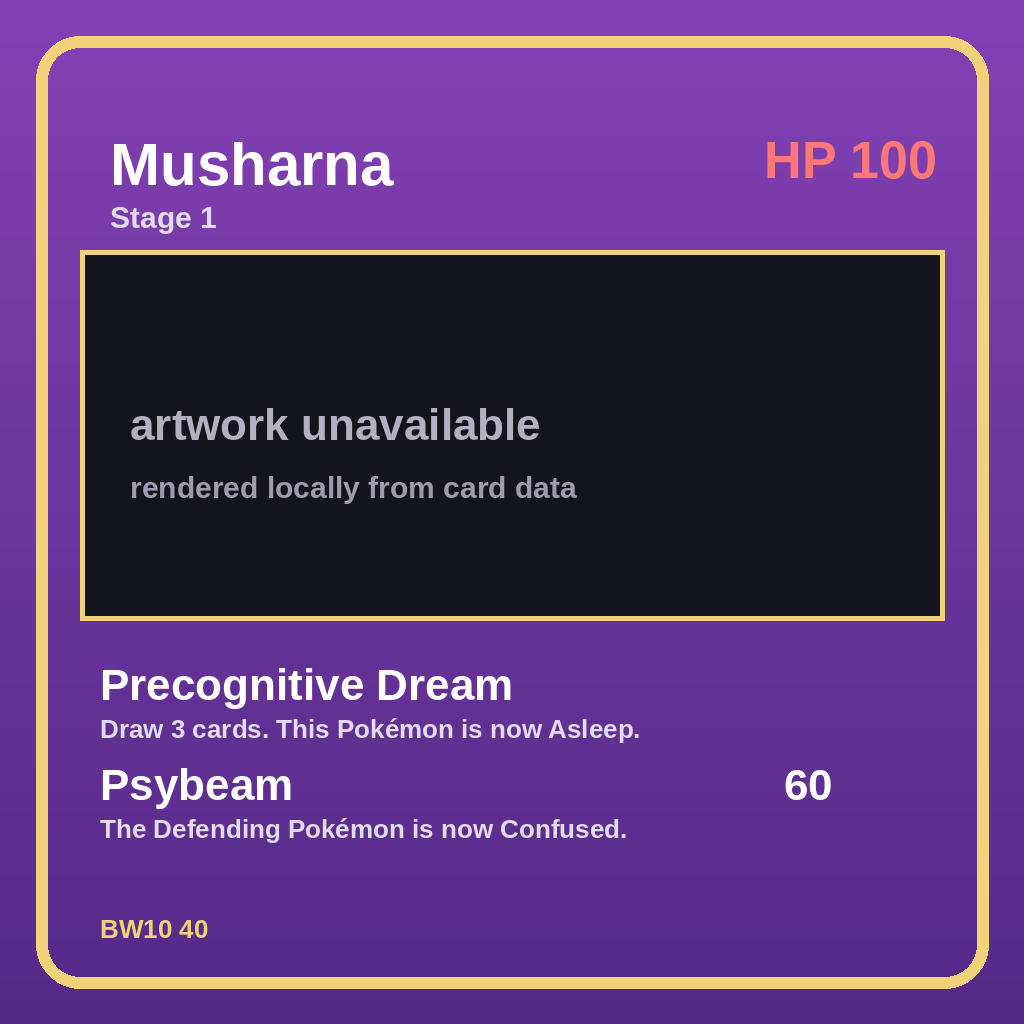 Musharna
HP 100
Stage 1
artwork unavailable
rendered locally from card data
Precognitive Dream
Draw 3 cards. This Pokémon is now Asleep.
Psybeam 60
The Defending Pokémon is now Confused.
BW10 40